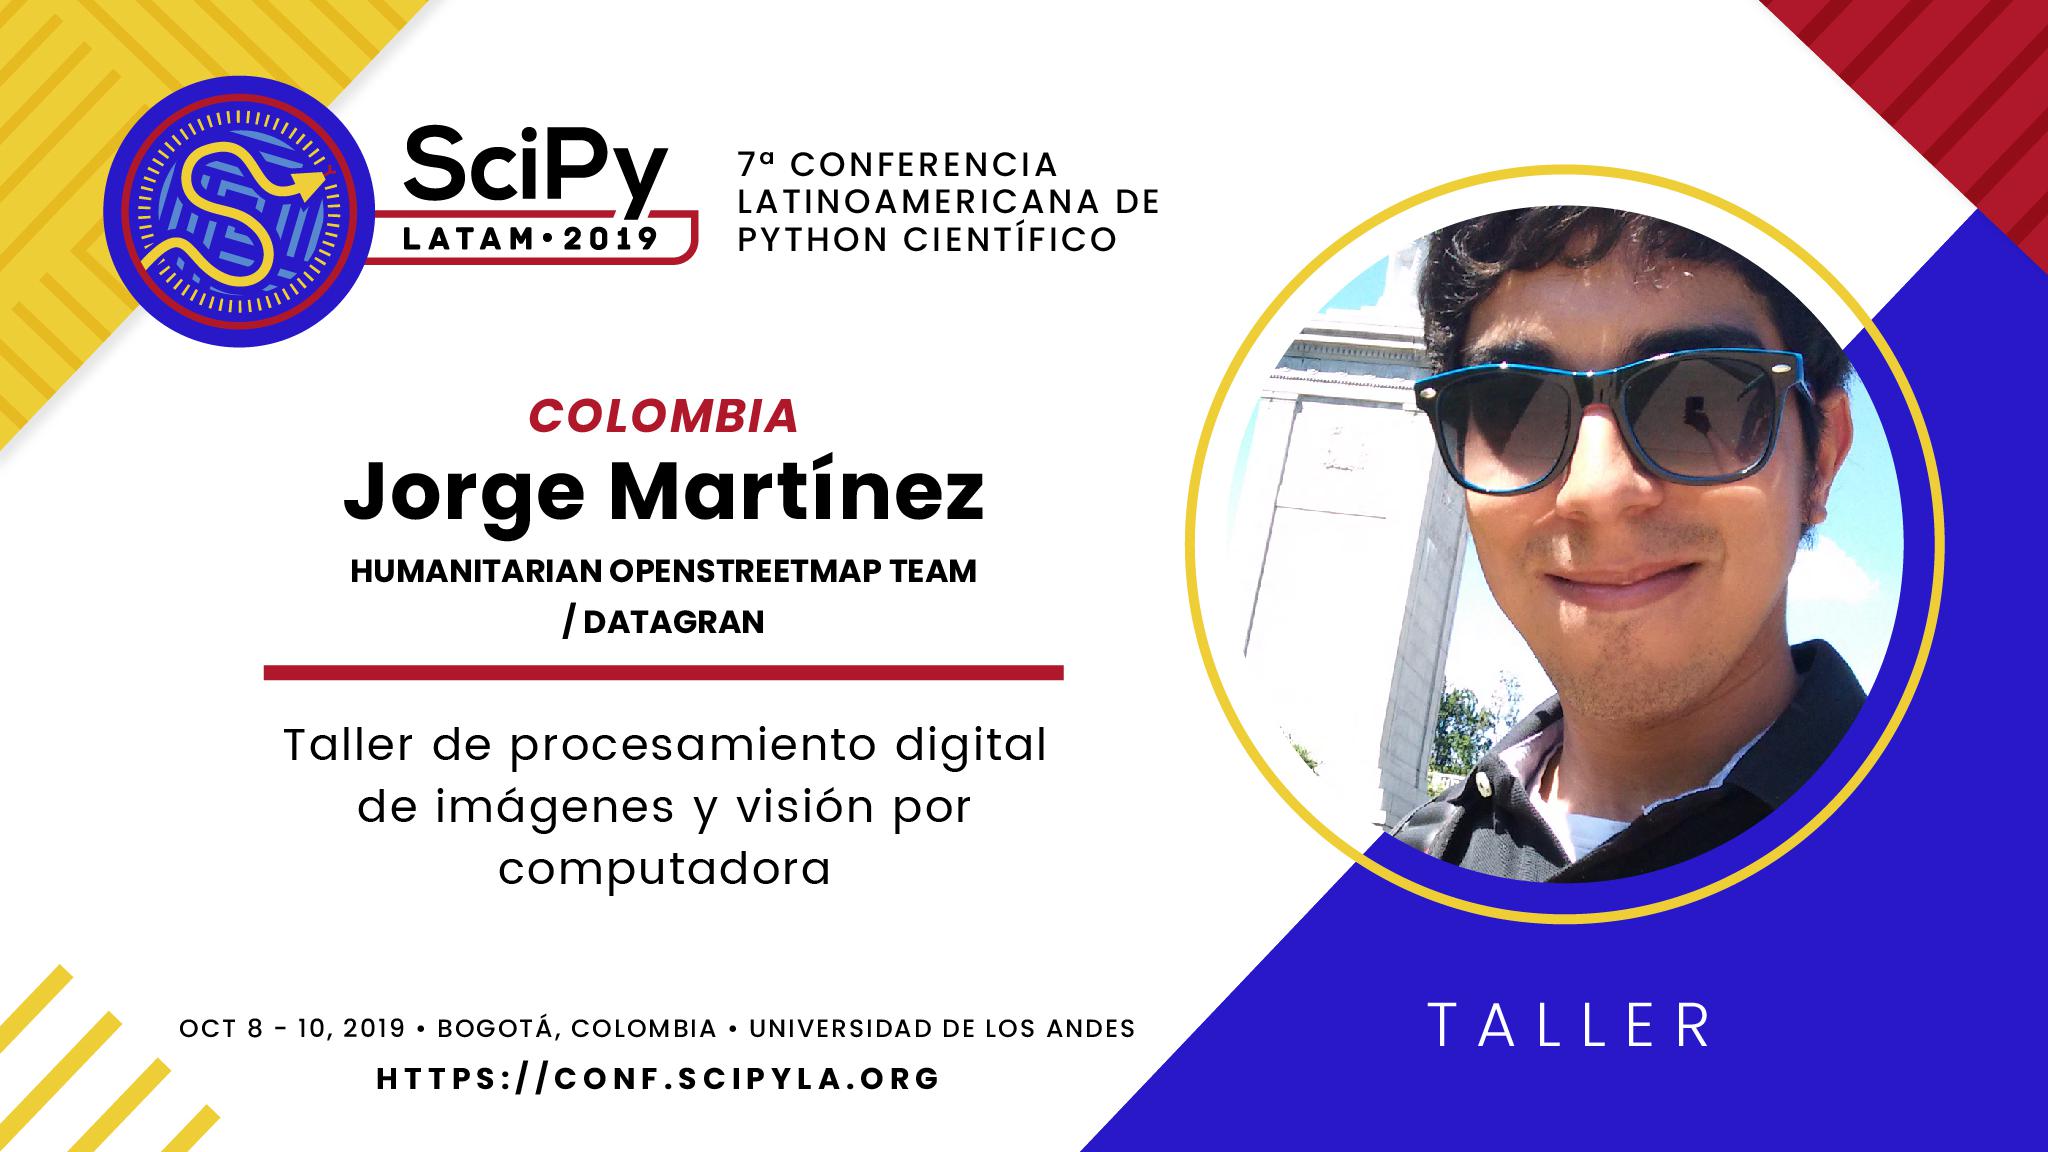 SciPy
LATAM • 2019
7ª CONFERENCIA
LATINOAMERICANA DE
PYTHON CIENTÍFICO
COLOMBIA
Jorge Martínez
HUMANITARIAN OPENSTREETMAP TEAM
/ DATAGRAN
Taller de procesamiento digital
de imágenes y visión por
computadora
OCT 8 - 10, 2019 • BOGOTÁ, COLOMBIA • UNIVERSIDAD DE LOS ANDES
HTTPS://CONF.SCIPYLA.ORG
TALLER